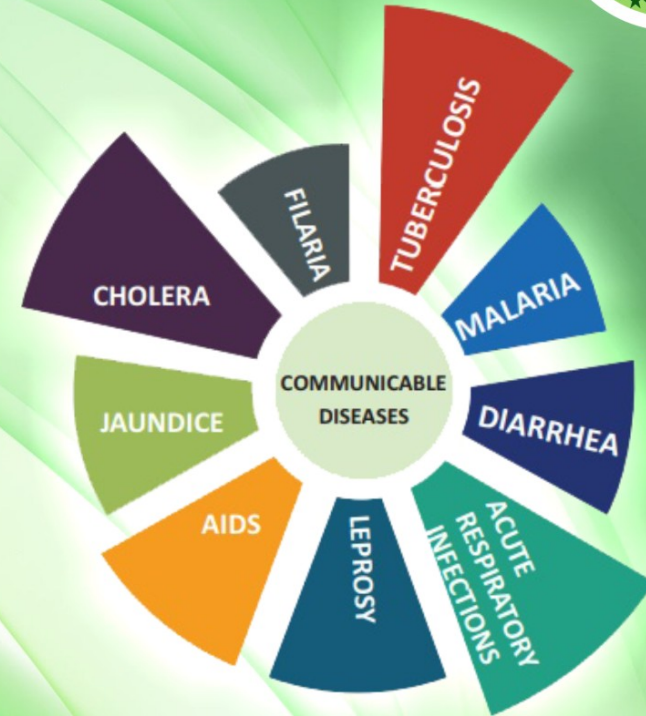 COMMUNICABLE
DISEASES
TUBERCULOSIS
MALARIA
DIARRHEA
ACUTE
RESPIRATORY
INFECTIONS
LEPROSY
AIDS
JAUNDICE
CHOLERA
FILARIA